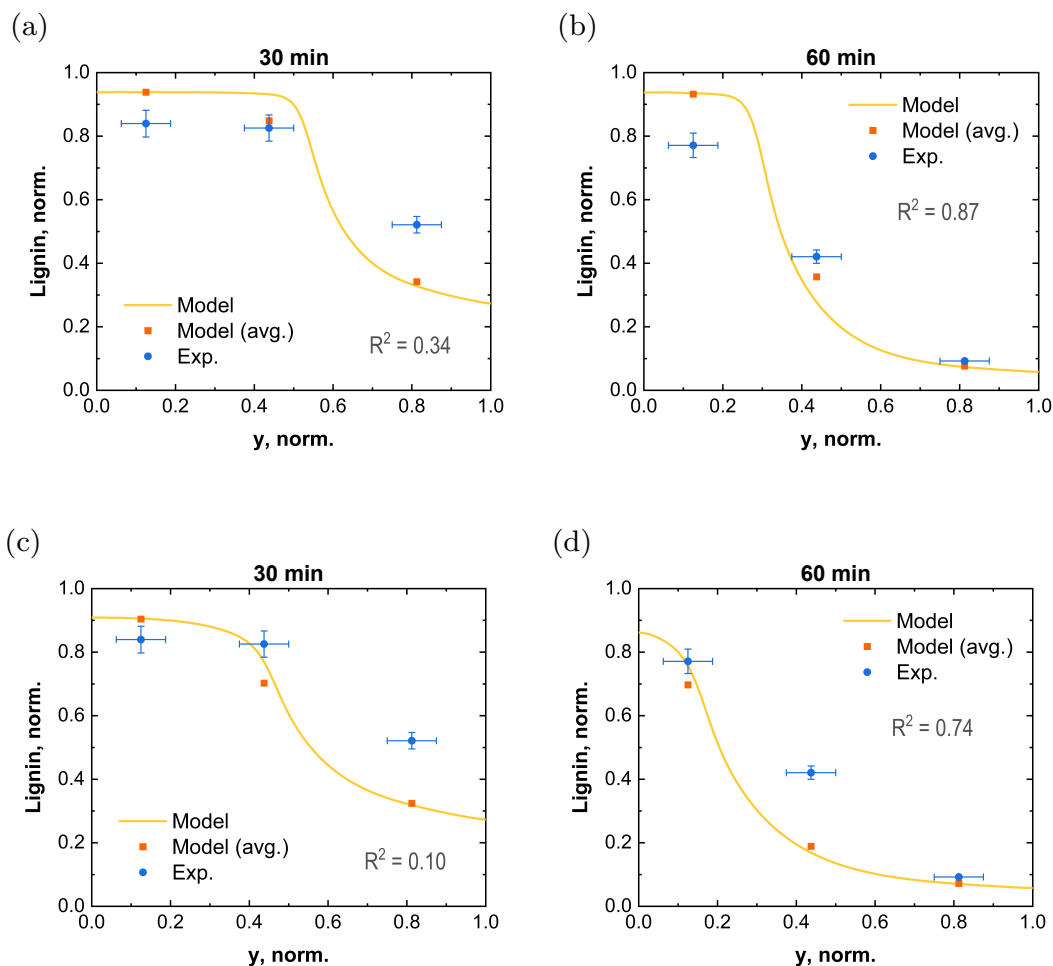 (a)
30 min
1.0
0.8
0.6
0.4
0.2
0.0
Lignin, norm.
Model
Model (avg.)
Exp.
R² = 0.34
0.0 0.2 0.4 0.6 0.8 1.0
y, norm.
(b)
60 min
1.0
0.8
0.6
0.4
0.2
0.0
Lignin, norm.
Model
Model (avg.)
Exp.
R² = 0.87
0.0 0.2 0.4 0.6 0.8 1.0
y, norm.
(c)
30 min
1.0
0.8
0.6
0.4
0.2
0.0
Lignin, norm.
Model
Model (avg.)
Exp.
R² = 0.10
0.0 0.2 0.4 0.6 0.8 1.0
y, norm.
(d)
60 min
1.0
0.8
0.6
0.4
0.2
0.0
Lignin, norm.
Model
Model (avg.)
Exp.
R² = 0.74
0.0 0.2 0.4 0.6 0.8 1.0
y, norm.